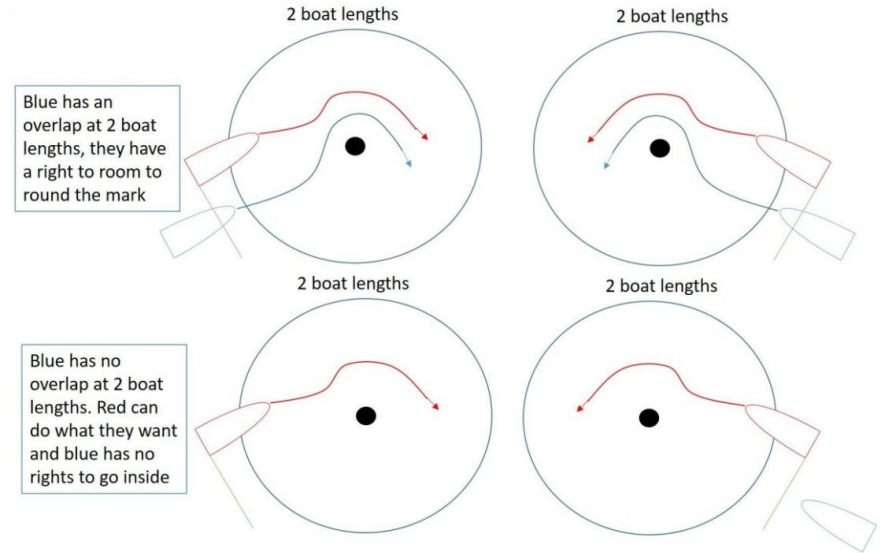 2 boat lengths
2 boat lengths
Blue has an
overlap at 2 boat
lengths, they have
a right to room to
round the mark
2 boat lengths
2 boat lengths
Blue has no
overlap at 2 boat
lengths. Red can
do what they want
and blue has no
rights to go inside